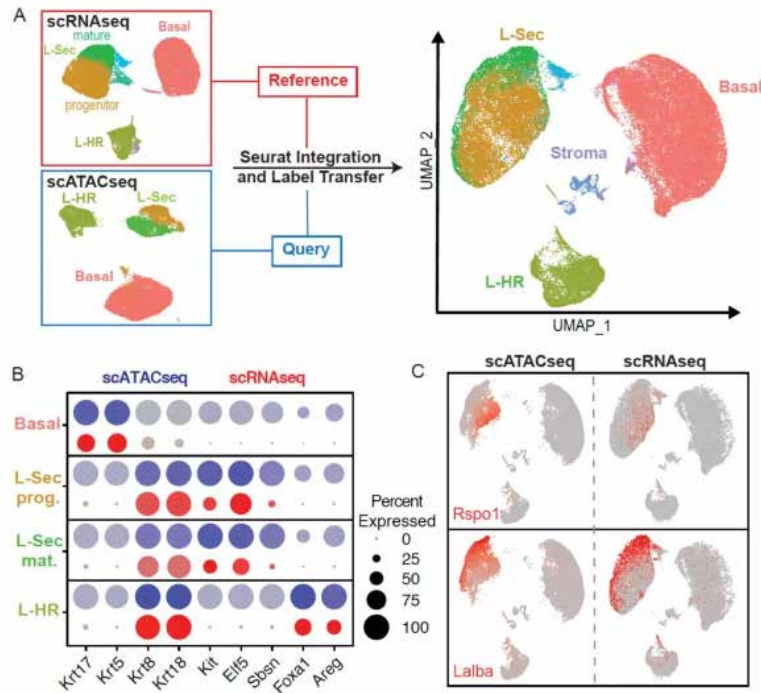 A
scRNAseq
mature
L-Sec
Basal
progenitor
L-HR
Reference
Seurat Integration
and Label Transfer
scATACseq
L-HR
L-Sec
Basal
Query
L-Sec
Basal
Stroma
L-HR
UMAP_2
UMAP_1
B
scATACseq
scRNAseq
Basal
L-Sec
prog.
L-Sec
mat.
L-HR
Krt17
Krt5
Krt8
Krt18
Kit
Elf5
Sbsn
Foxa1
Areg
Percent
Expressed
0
25
50
75
100
C
scATACseq
scRNAseq
Rspo1
Lalba